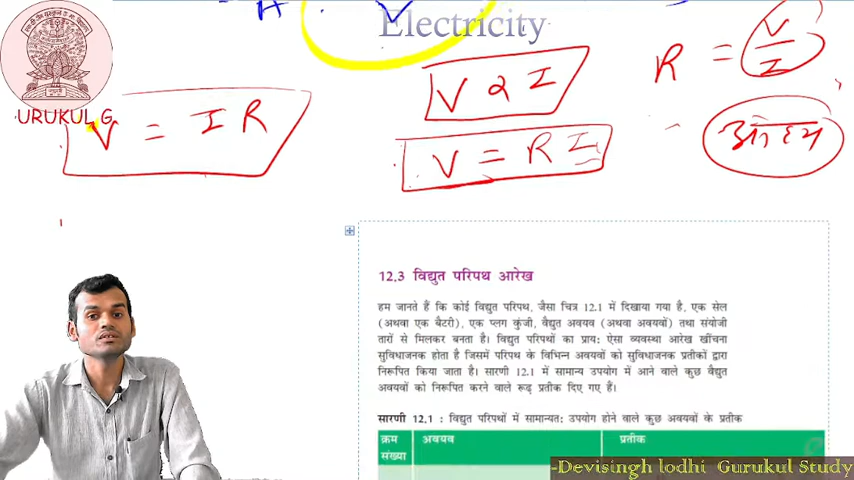 Electricity
R = V/I
V α I
V = IR
V = RI
URUKUL G
12.3 विद्युत परिपथ आरेख
हम जानते हैं कि कोई विद्युत परिपथ, जैसा चित्र 12.1 में दिखाया गया है, एक सेल
(अथवा एक बैटरी), एक प्लग कुंजी, वैद्युत अवयव (अथवा अवयवों) तथा संयोजी
तारों से मिलकर बनता है। विद्युत परिपथों का प्राय: ऐसा व्यवस्था आरेख खींचना
सुविधाजनक होता है जिसमें परिपथ के विभिन्न अवयवों को सुविधाजनक प्रतीकों द्वारा
निरूपित किया जाता है। सारणी 12.1 में सामान्य उपयोग में आने वाले कुछ वैद्युत
अवयवों को निरूपित करने वाले रूढ़ प्रतीक दिए गए हैं।
सारणी 12.1 : विद्युत परिपथों में सामान्यत: उपयोग होने वाले कुछ अवयवों के प्रतीक
क्रम संख्या अवयव प्रतीक
-Devisingh lodhi Gurukul Study